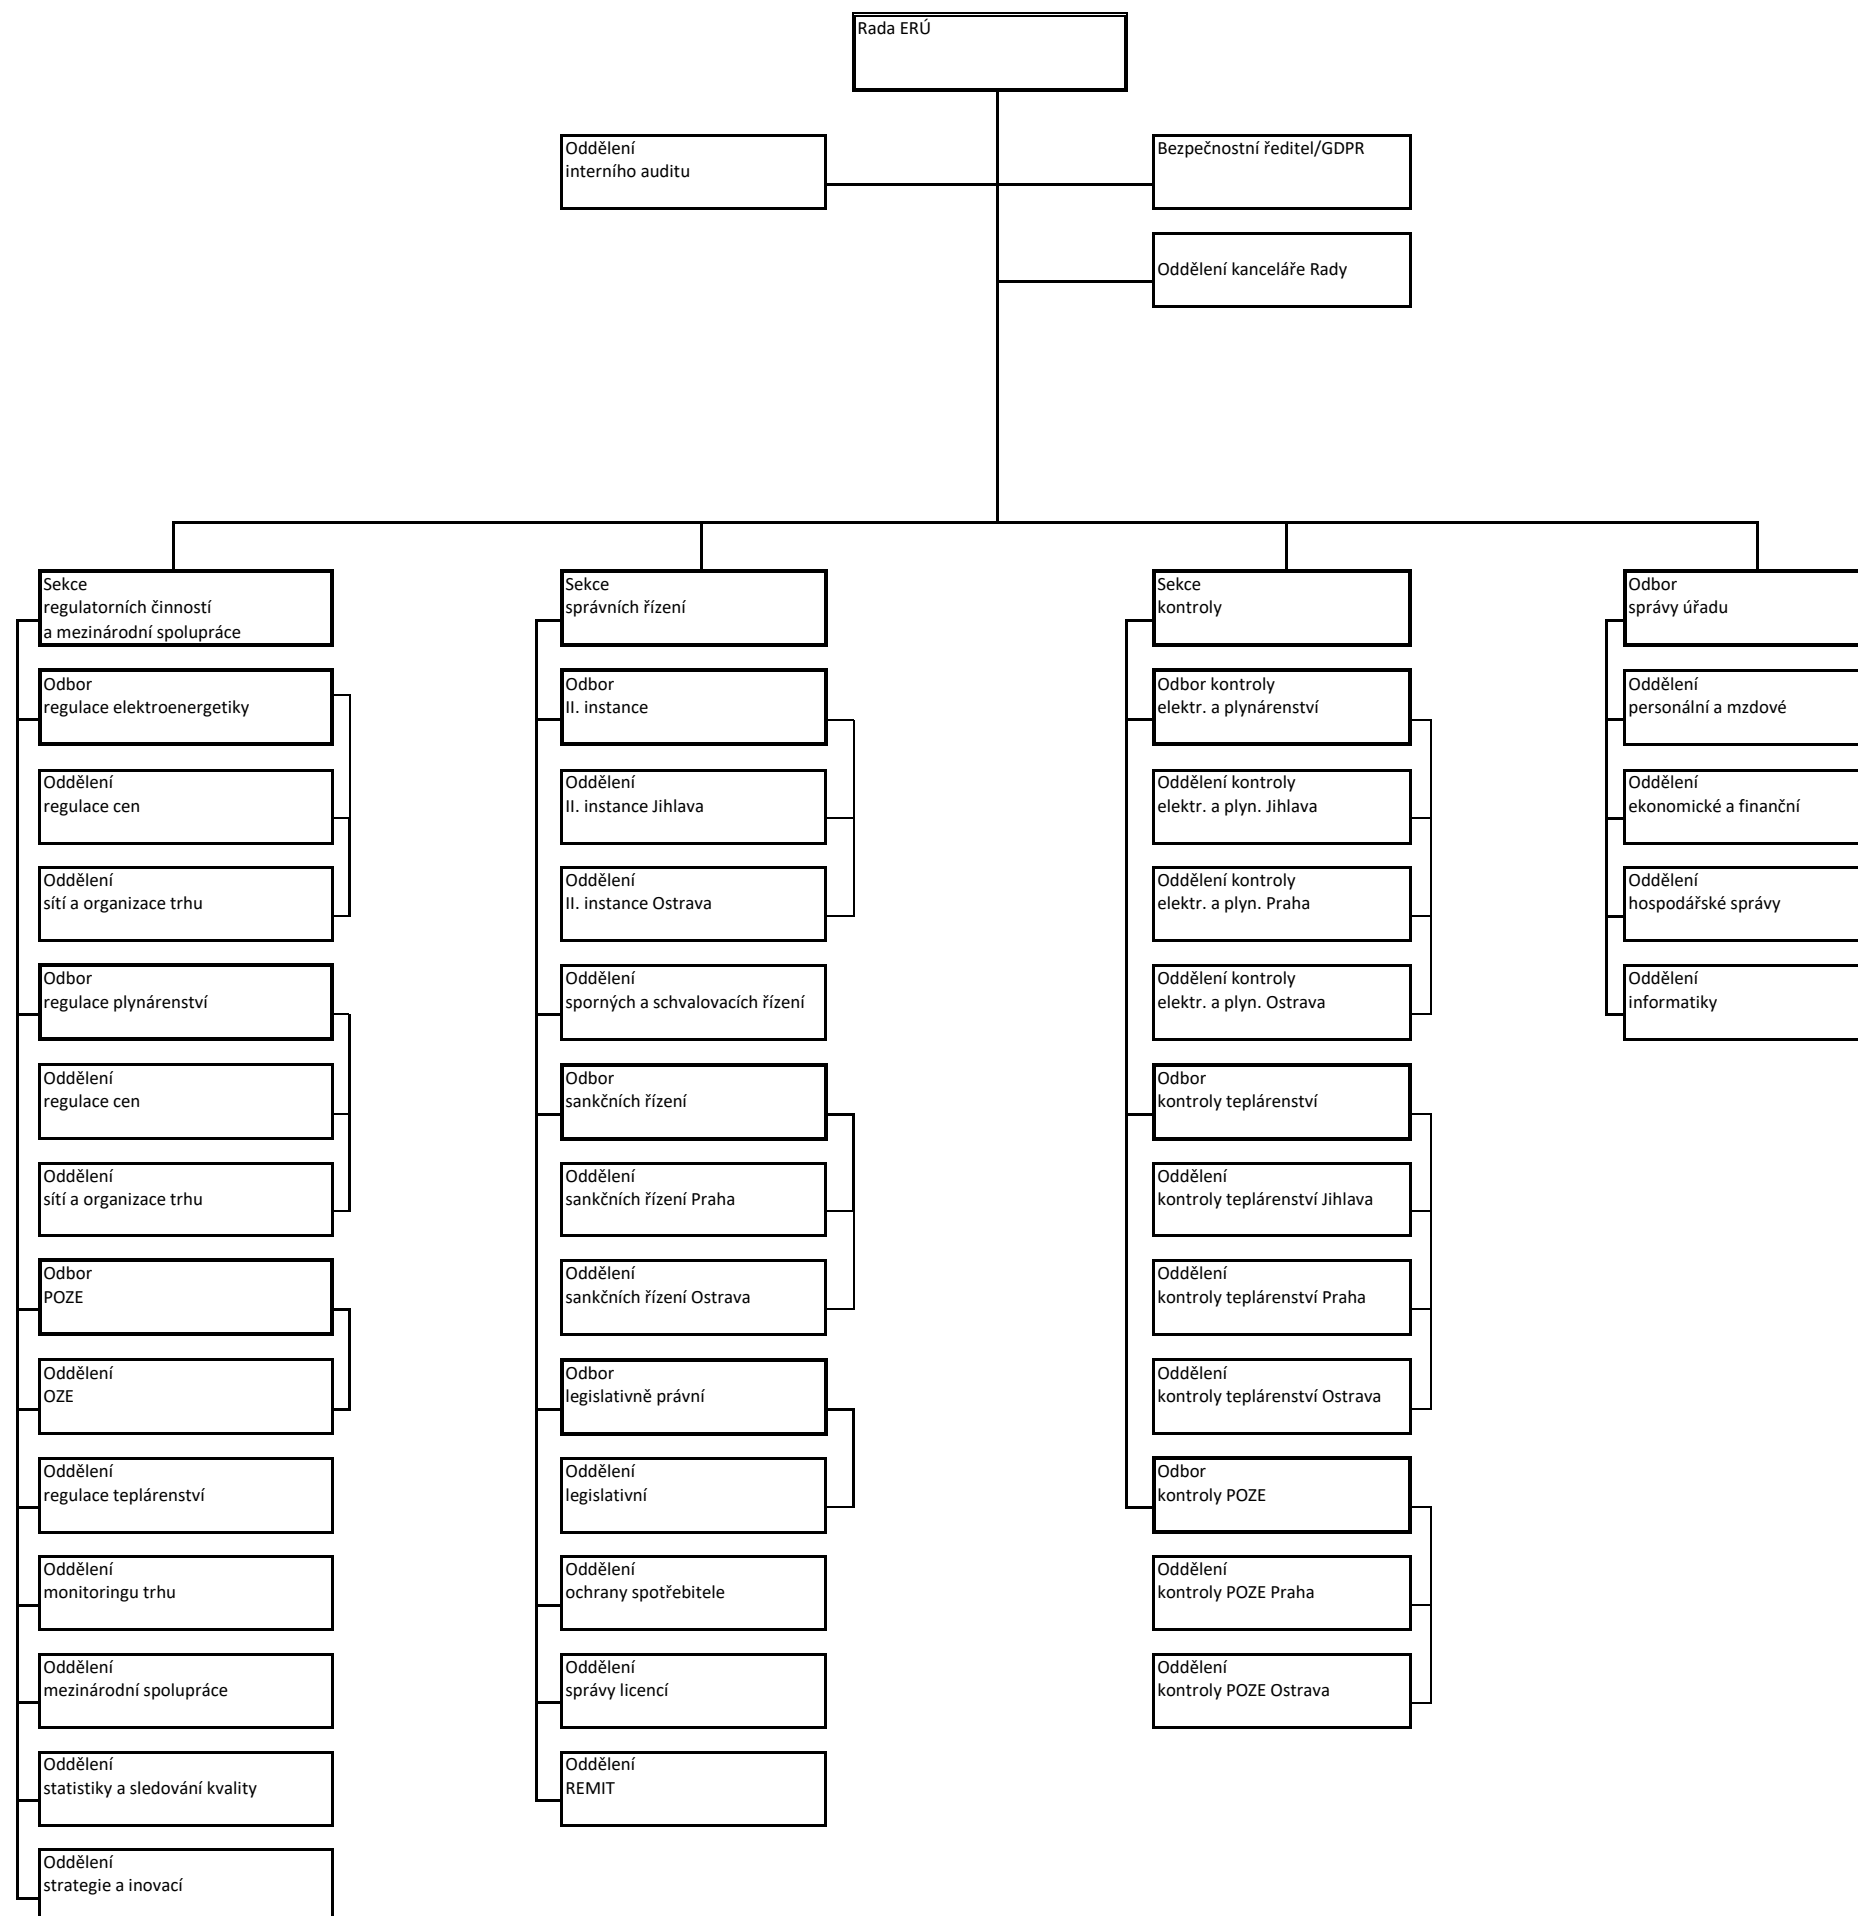 Rada ERÚ
Oddělení
interního auditu
Bezpečnostní ředitel/GDPR
Oddělení kanceláře Rady
Sekce
regulatorních činností
a mezinárodní spolupráce
Odbor
regulace elektroenergetiky
Oddělení
regulace cen
Oddělení
sítí a organizace trhu
Odbor
regulace plynárenství
Oddělení
regulace cen
Oddělení
sítí a organizace trhu
Odbor
POZE
Oddělení
OZE
Oddělení
regulace teplárenství
Oddělení
monitoringu trhu
Oddělení
mezinárodní spolupráce
Oddělení
statistiky a sledování kvality
Oddělení
strategie a inovací
Sekce
správních řízení
Odbor
II. instance
Oddělení
II. instance Jihlava
Oddělení
II. instance Ostrava
Oddělení
sporných a schvalovacích řízení
Odbor
sankčních řízení
Oddělení
sankčních řízení Praha
Oddělení
sankčních řízení Ostrava
Odbor
legislativně právní
Oddělení
legislativní
Oddělení
ochrany spotřebitele
Oddělení
správy licencí
Oddělení
REMIT
Sekce
kontroly
Odbor kontroly
elektr. a plynárenství
Oddělení kontroly
elektr. a plyn. Jihlava
Oddělení kontroly
elektr. a plyn. Praha
Oddělení kontroly
elektr. a plyn. Ostrava
Odbor
kontroly teplárenství
Oddělení
kontroly teplárenství Jihlava
Oddělení
kontroly teplárenství Praha
Oddělení
kontroly teplárenství Ostrava
Odbor
kontroly POZE
Oddělení
kontroly POZE Praha
Oddělení
kontroly POZE Ostrava
Odbor
správy úřadu
Oddělení
personální a mzdové
Oddělení
ekonomické a finanční
Oddělení
hospodářské správy
Oddělení
informatiky